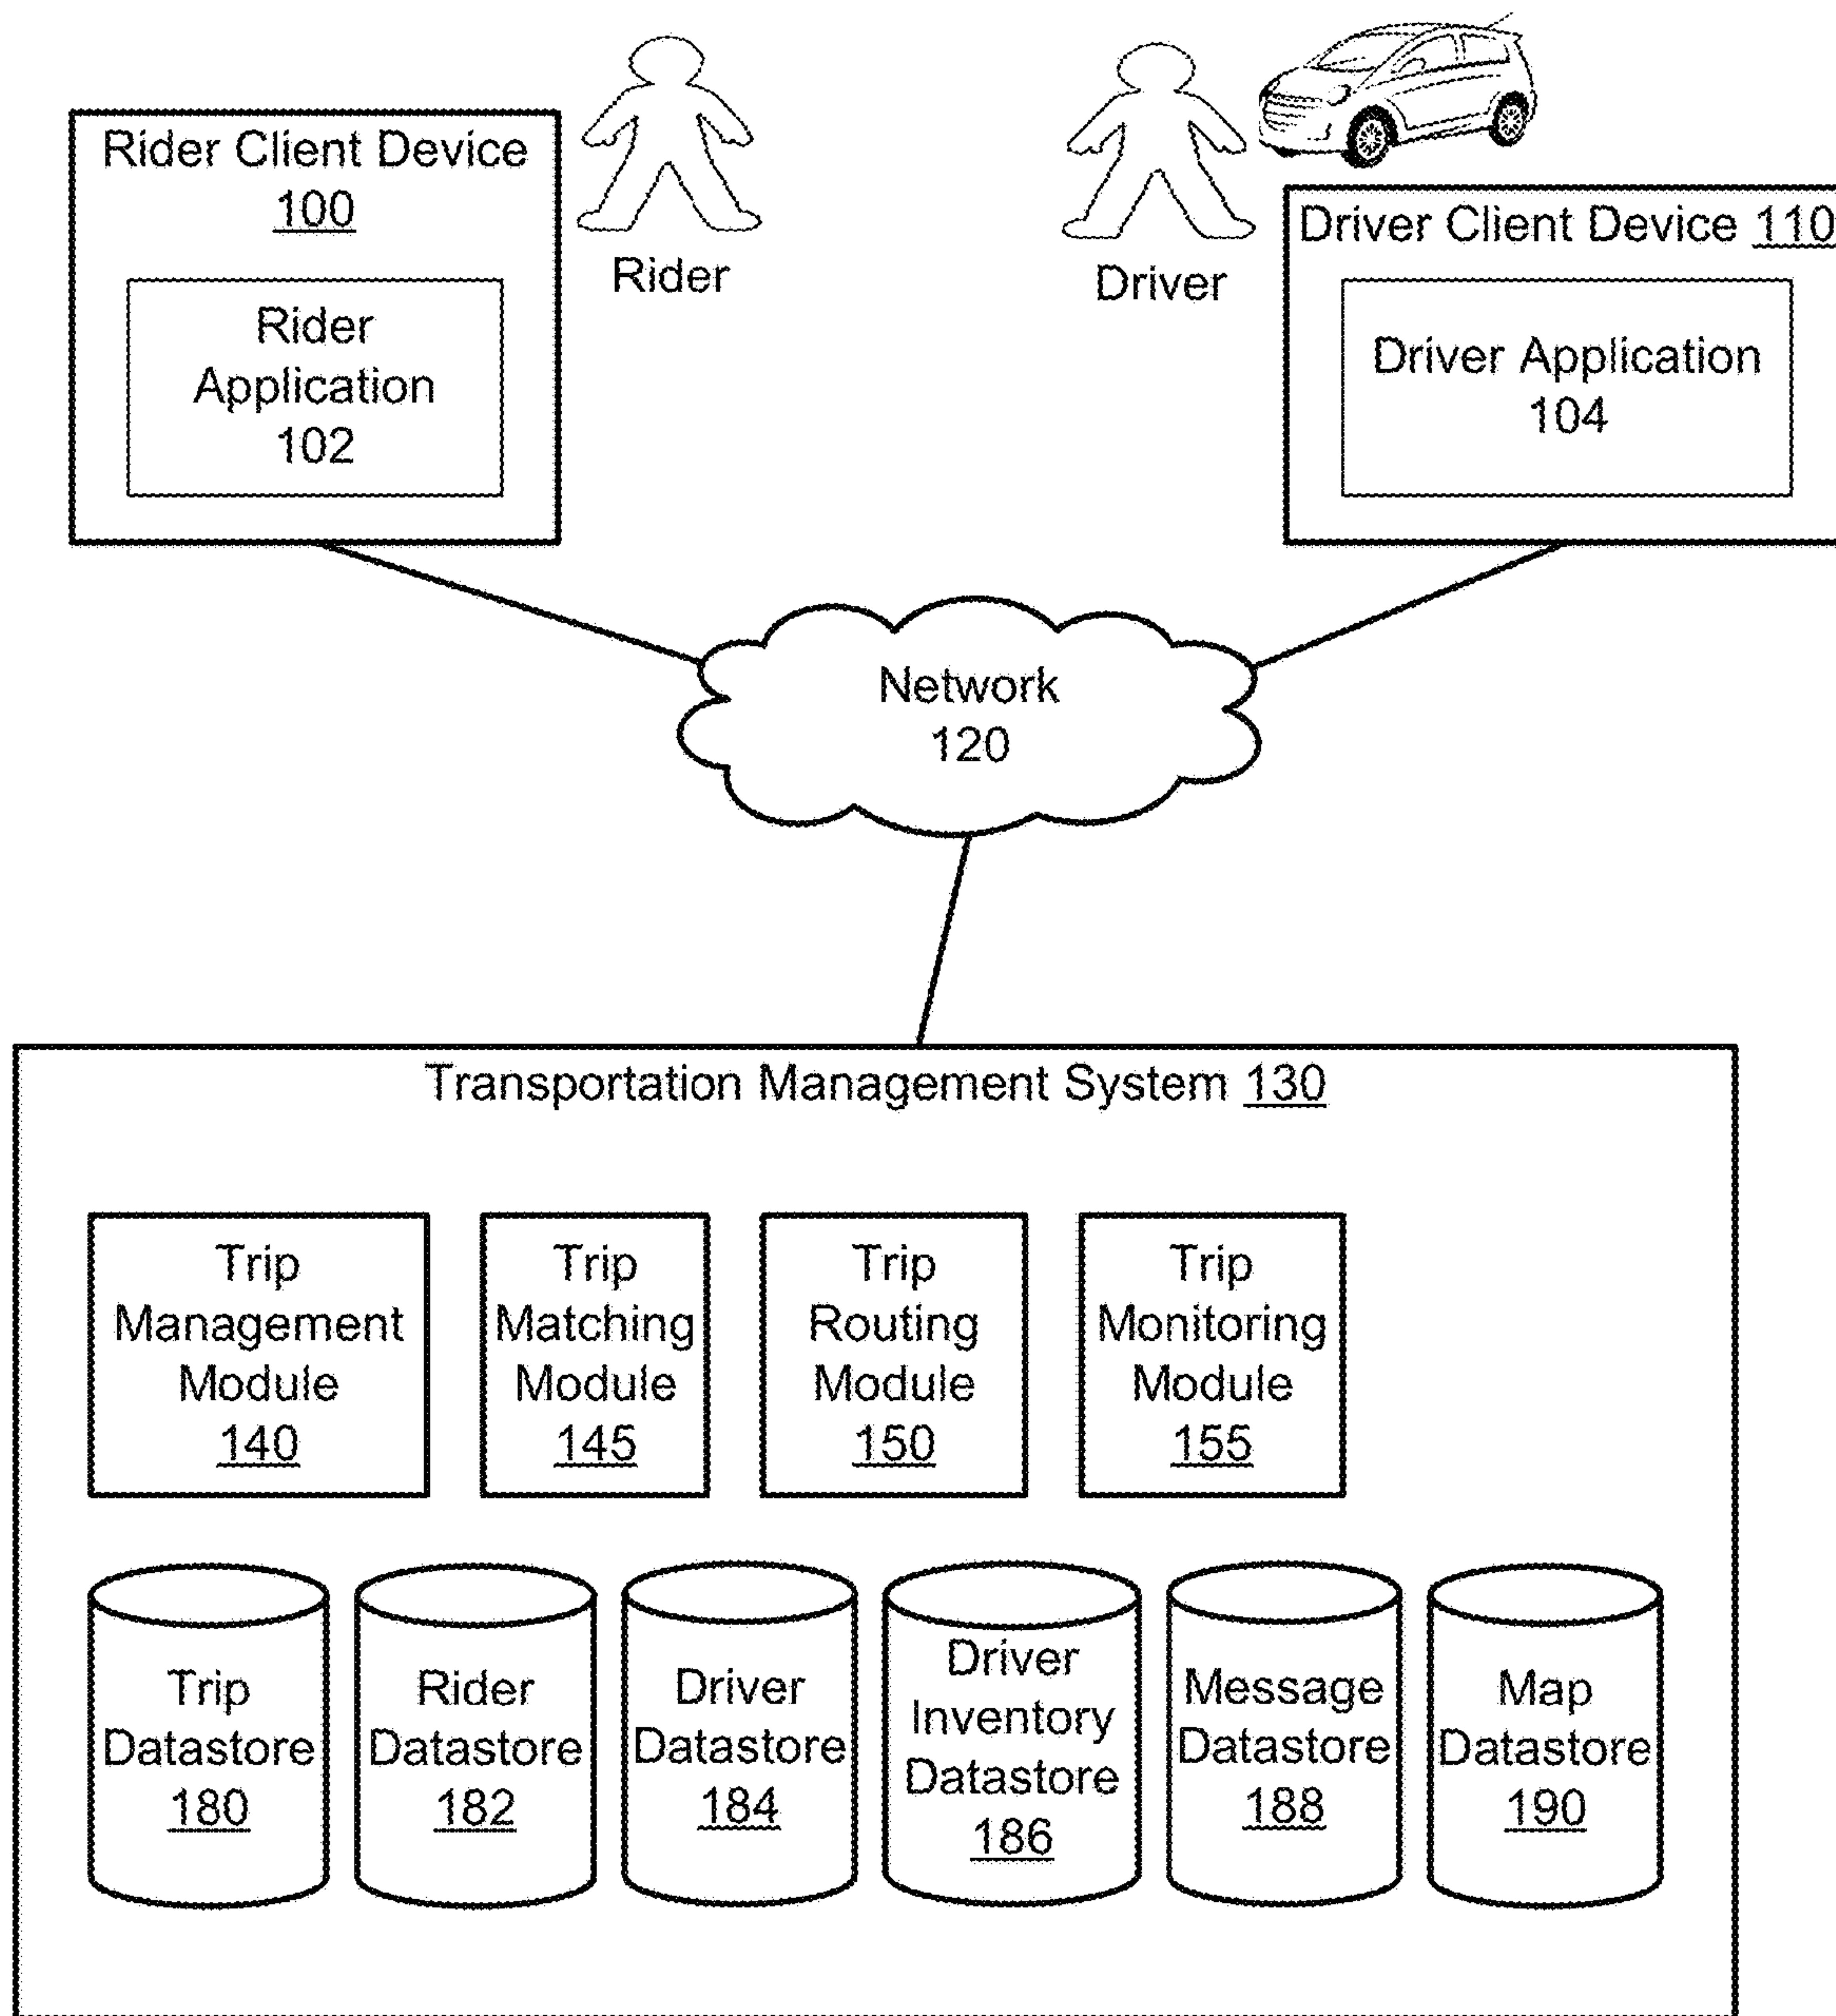 Rider Client Device
100
Rider
Application
102
Rider
Driver
Driver Client Device 110
Driver Application
104
Network
120
Transportation Management System 130
Trip
Management
Module
140
Trip
Matching
Module
145
Trip
Routing
Module
150
Trip
Monitoring
Module
155
Trip
Datastore
180
Rider
Datastore
182
Driver
Datastore
184
Driver
Inventory
Datastore
186
Message
Datastore
188
Map
Datastore
190